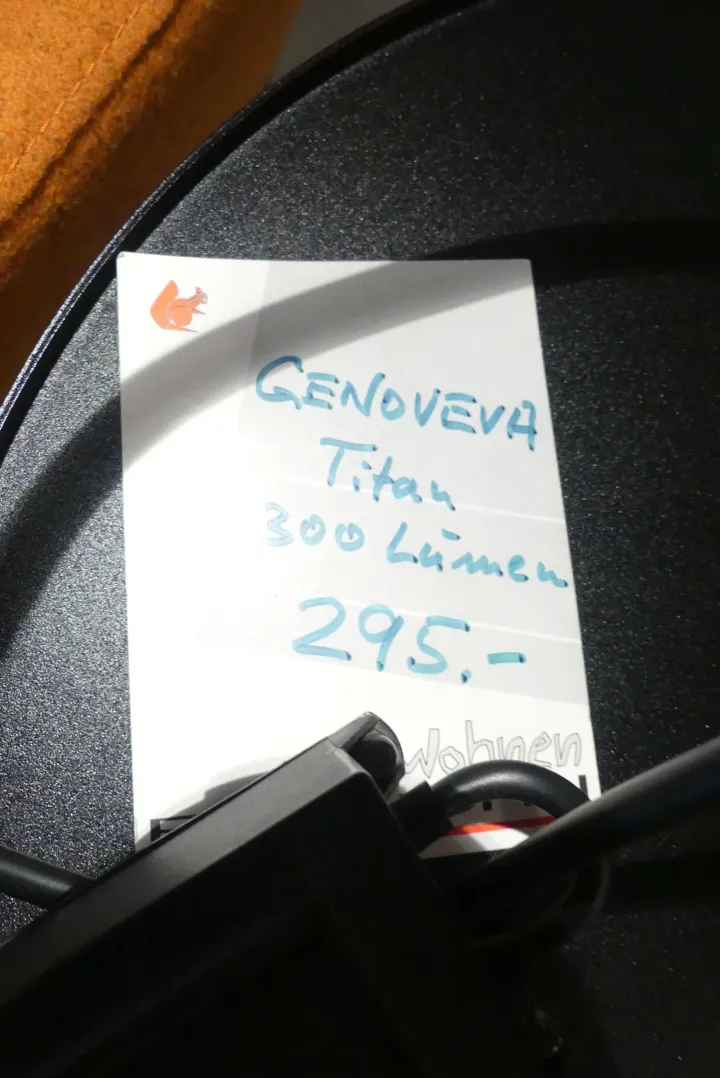 GENOVEVA
Titan
300 Lumen
295.-
wohnen